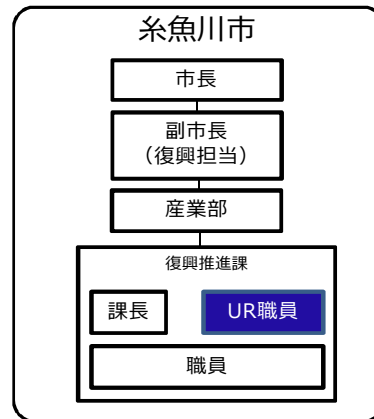 糸魚川市
市長
副市長
（復興担当）
産業部
復興推進課
課長
UR職員
職員